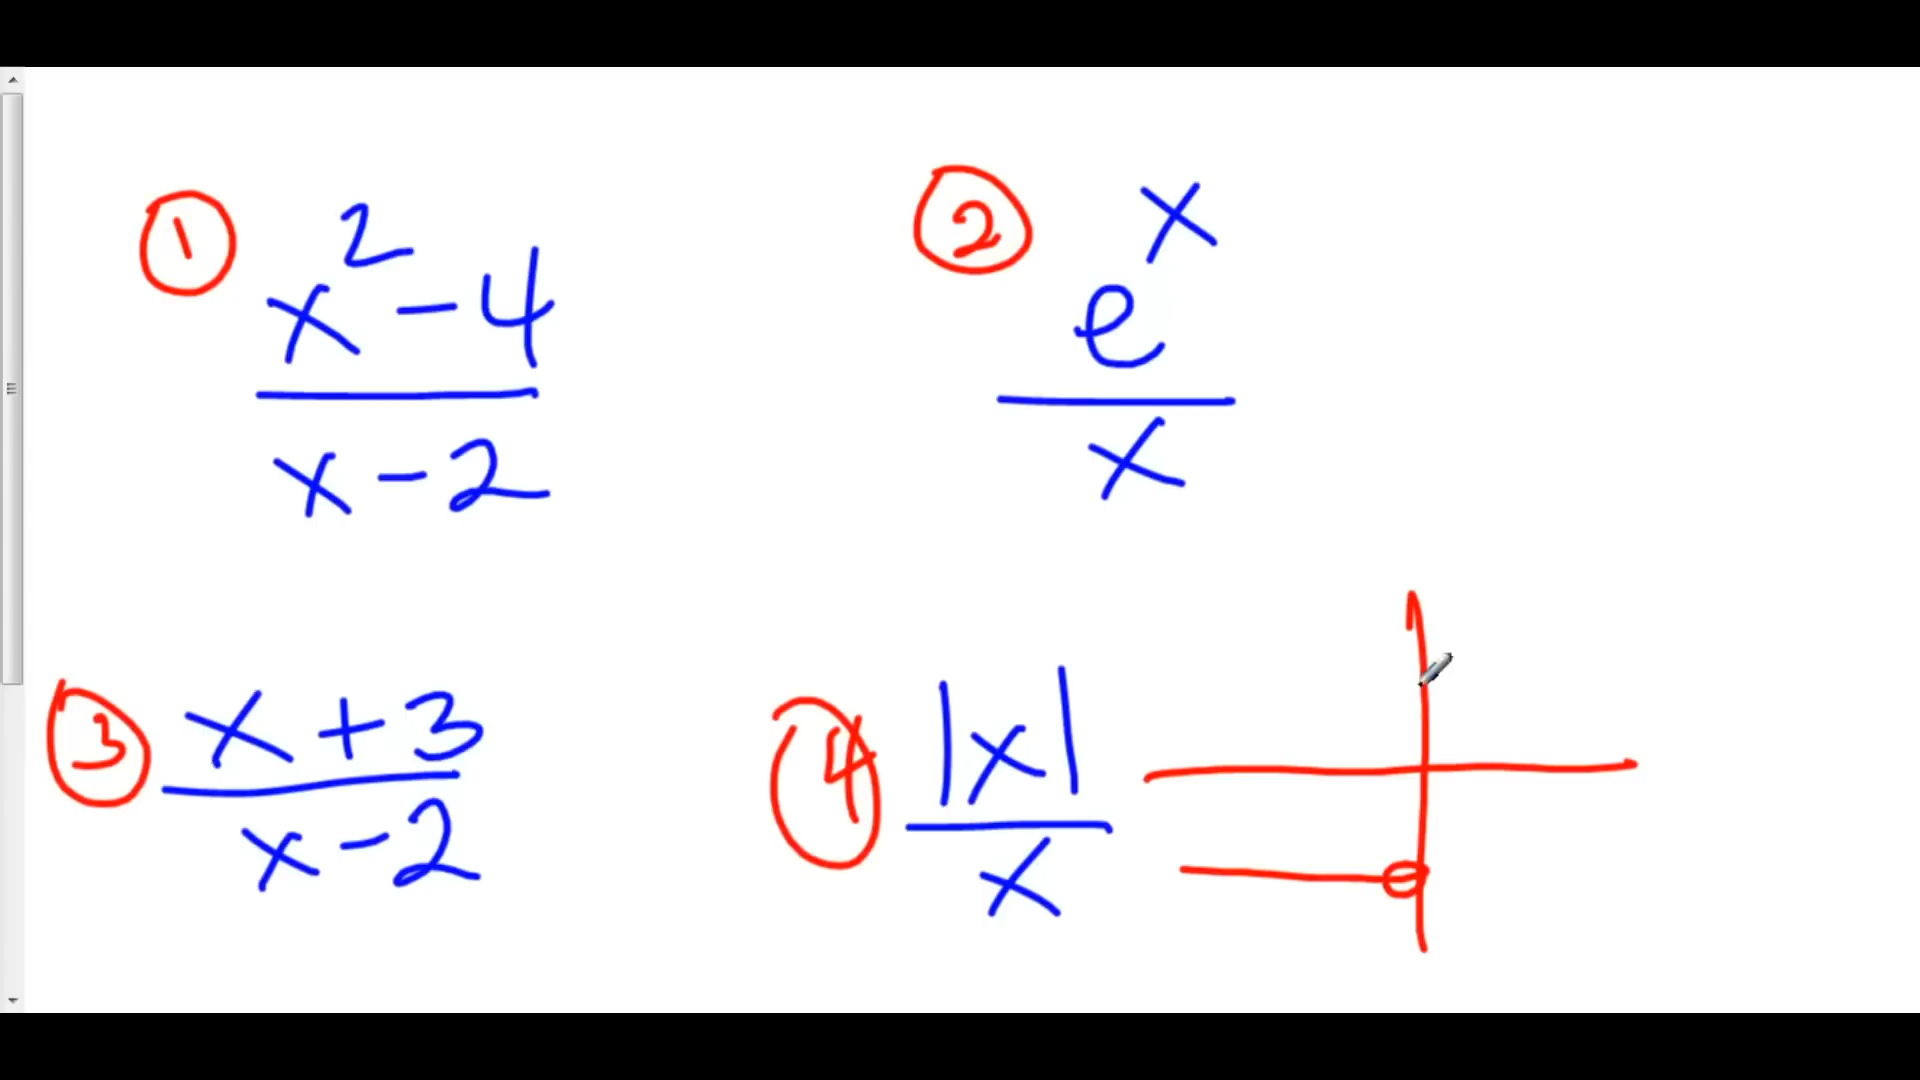 ① x² - 4
x - 2
② eˣ
x
③ x + 3
x - 2
④ |x|
x